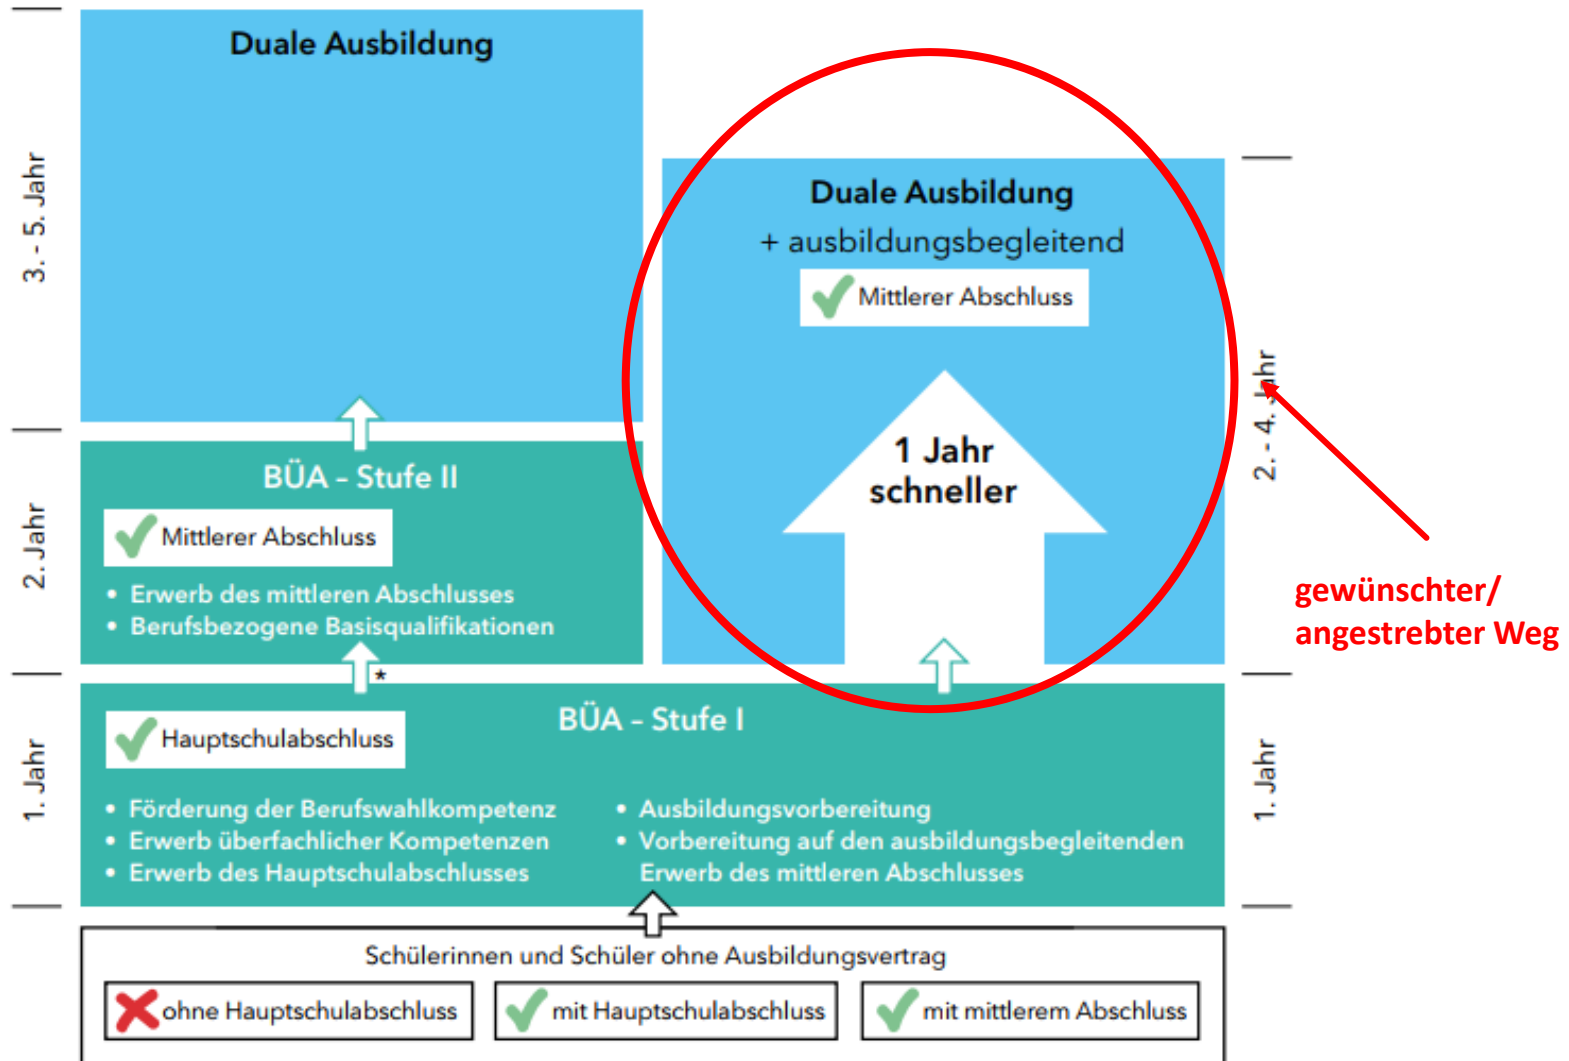 Duale Ausbildung
3. - 5. Jahr
Duale Ausbildung
+ ausbildungsbegleitend
Mittlerer Abschluss
1 Jahr
schneller
2. - 4. Jahr
gewünschter/
angestrebter Weg
BÜA – Stufe II
Mittlerer Abschluss
• Erwerb des mittleren Abschlusses
• Berufsbezogene Basisqualifikationen
2. Jahr
*
BÜA – Stufe I
Hauptschulabschluss
• Förderung der Berufswahlkompetenz
• Erwerb überfachlicher Kompetenzen
• Erwerb des Hauptschulabschlusses
• Ausbildungsvorbereitung
• Vorbereitung auf den ausbildungsbegleitenden
Erwerb des mittleren Abschlusses
1. Jahr
1. Jahr
Schülerinnen und Schüler ohne Ausbildungsvertrag
ohne Hauptschulabschluss
mit Hauptschulabschluss
mit mittlerem Abschluss